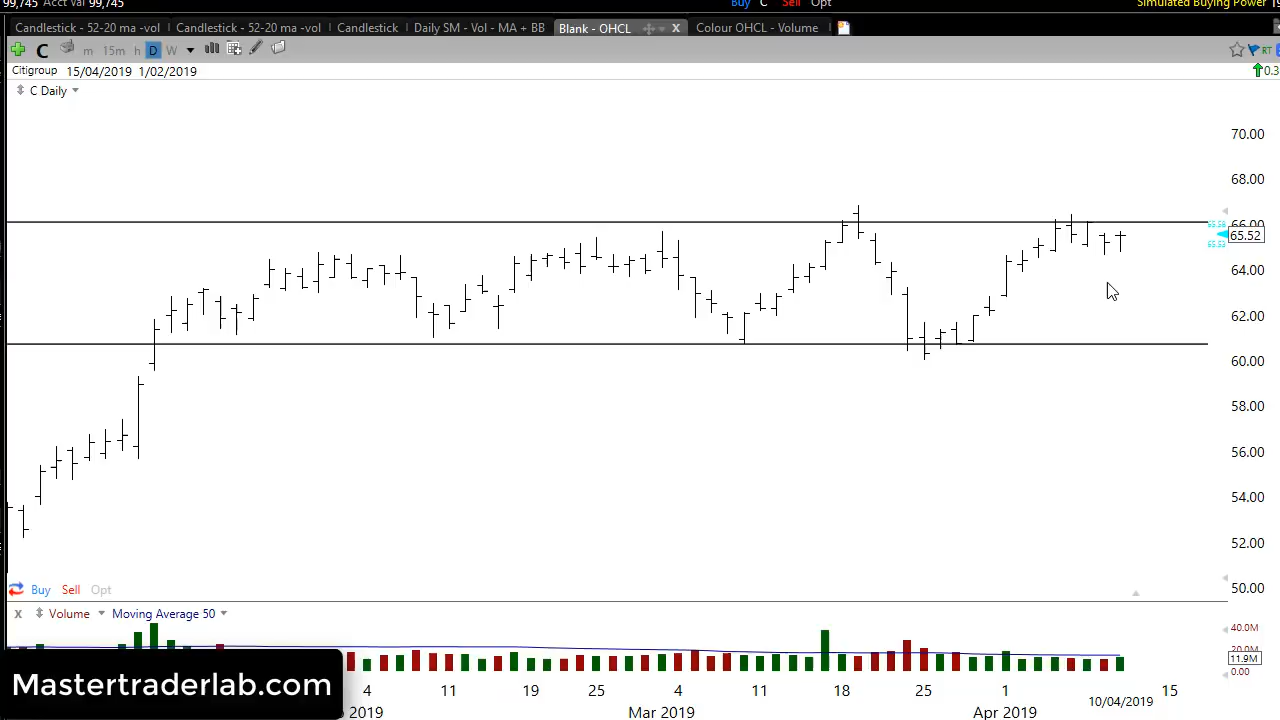 99,745 Acct Val 99,745 Buy C Sell Opt Simulated Buying Power
Candlestick - 52-20 ma -vol Candlestick - 52-20 ma -vol Candlestick Daily SM - Vol - MA + BB Blank - OHCL X Colour OHCL - Volume
C m 15m h D W RT
Citigroup 15/04/2019 1/02/2019 0.3
C Daily
70.00
68.00
66.00
65.52
64.00
62.00
60.00
58.00
56.00
54.00
52.00
50.00
Buy Sell Opt
X Volume Moving Average 50
40.0M
20.0M
11.9M
0.00
Mastertraderlab.com
4 11 19 25 4 11 18 25 1 10/04/2019 15
2019 Mar 2019 Apr 2019